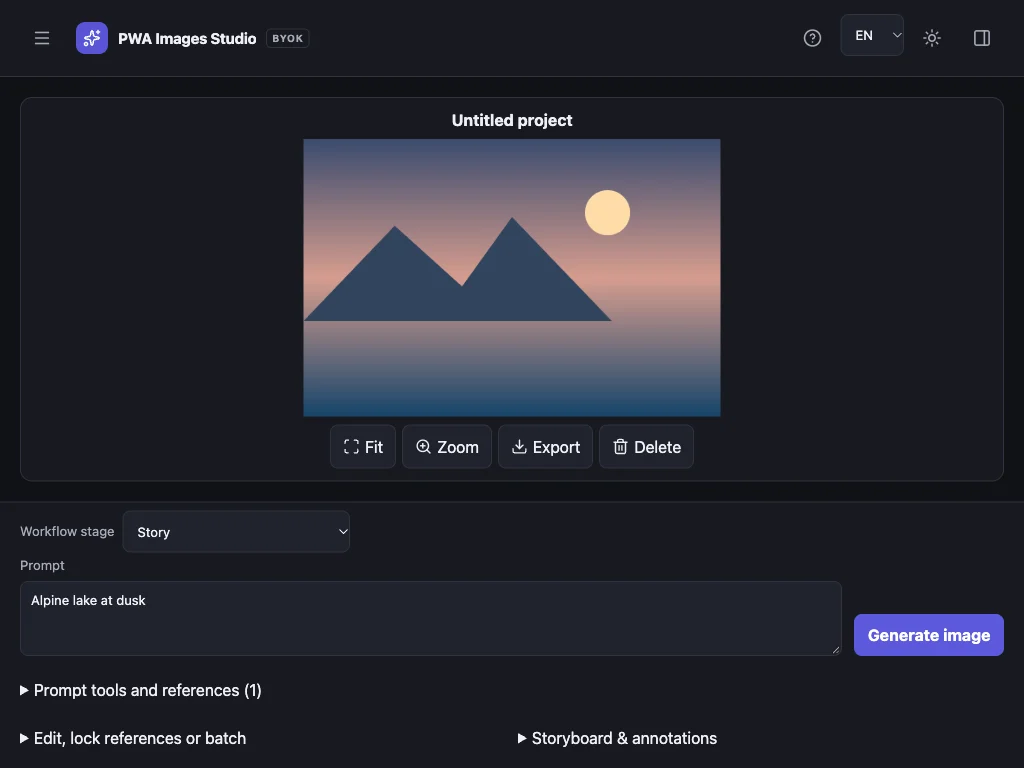 PWA Images Studio BYOK
EN
Untitled project
Fit
Zoom
Export
Delete
Workflow stage
Story
Prompt
Alpine lake at dusk
Generate image
Prompt tools and references (1)
Edit, lock references or batch
Storyboard & annotations